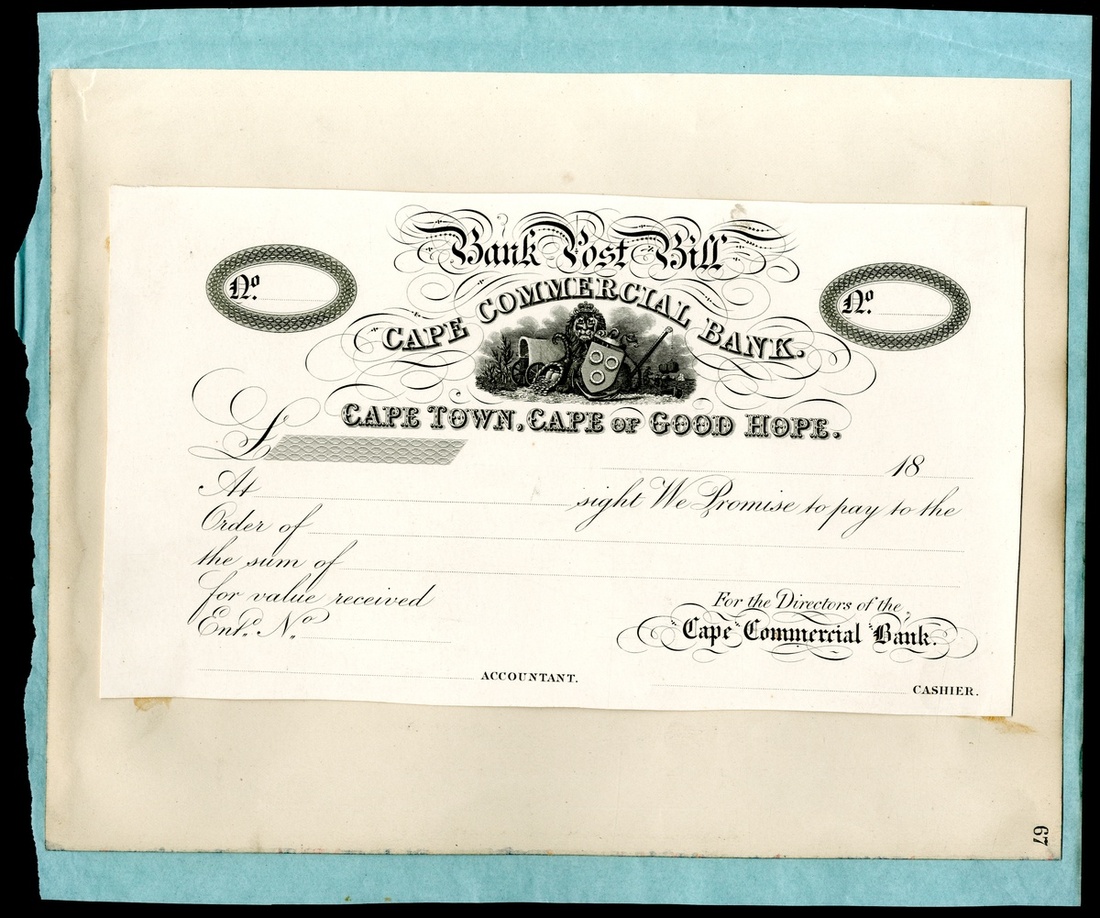 Bank Post Bill
Nº.
Nº.
CAPE COMMERCIAL BANK.
CAPE TOWN, CAPE OF GOOD HOPE.
£
18
At sight We Promise to pay to the
Order of
the sum of
for value received
Entd. No.
For the Directors of the
Cape Commercial Bank.
ACCOUNTANT.
CASHIER.
67